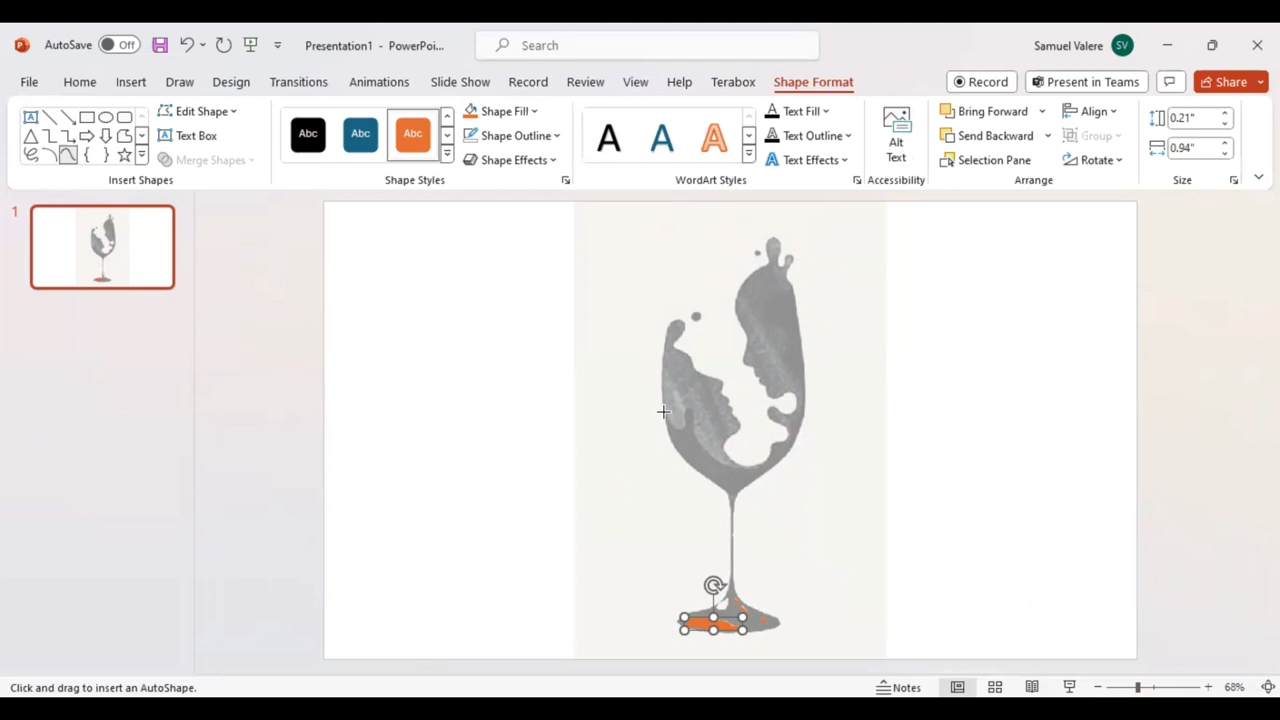 AutoSave Off Presentation1 - PowerPoi... Search Samuel Valere SV
File Home Insert Draw Design Transitions Animations Slide Show Record Review View Help Terabox Shape Format Record Present in Teams Share
Edit Shape
Text Box
Merge Shapes
Insert Shapes
Abc Abc Abc
Shape Fill
Shape Outline
Shape Effects
Shape Styles
A A A
Text Fill
Text Outline
Text Effects
WordArt Styles
Alt
Text
Accessibility
Bring Forward Align
Send Backward Group
Selection Pane Rotate
Arrange
0.21"
0.94"
Size
1
Click and drag to insert an AutoShape. Notes 68%